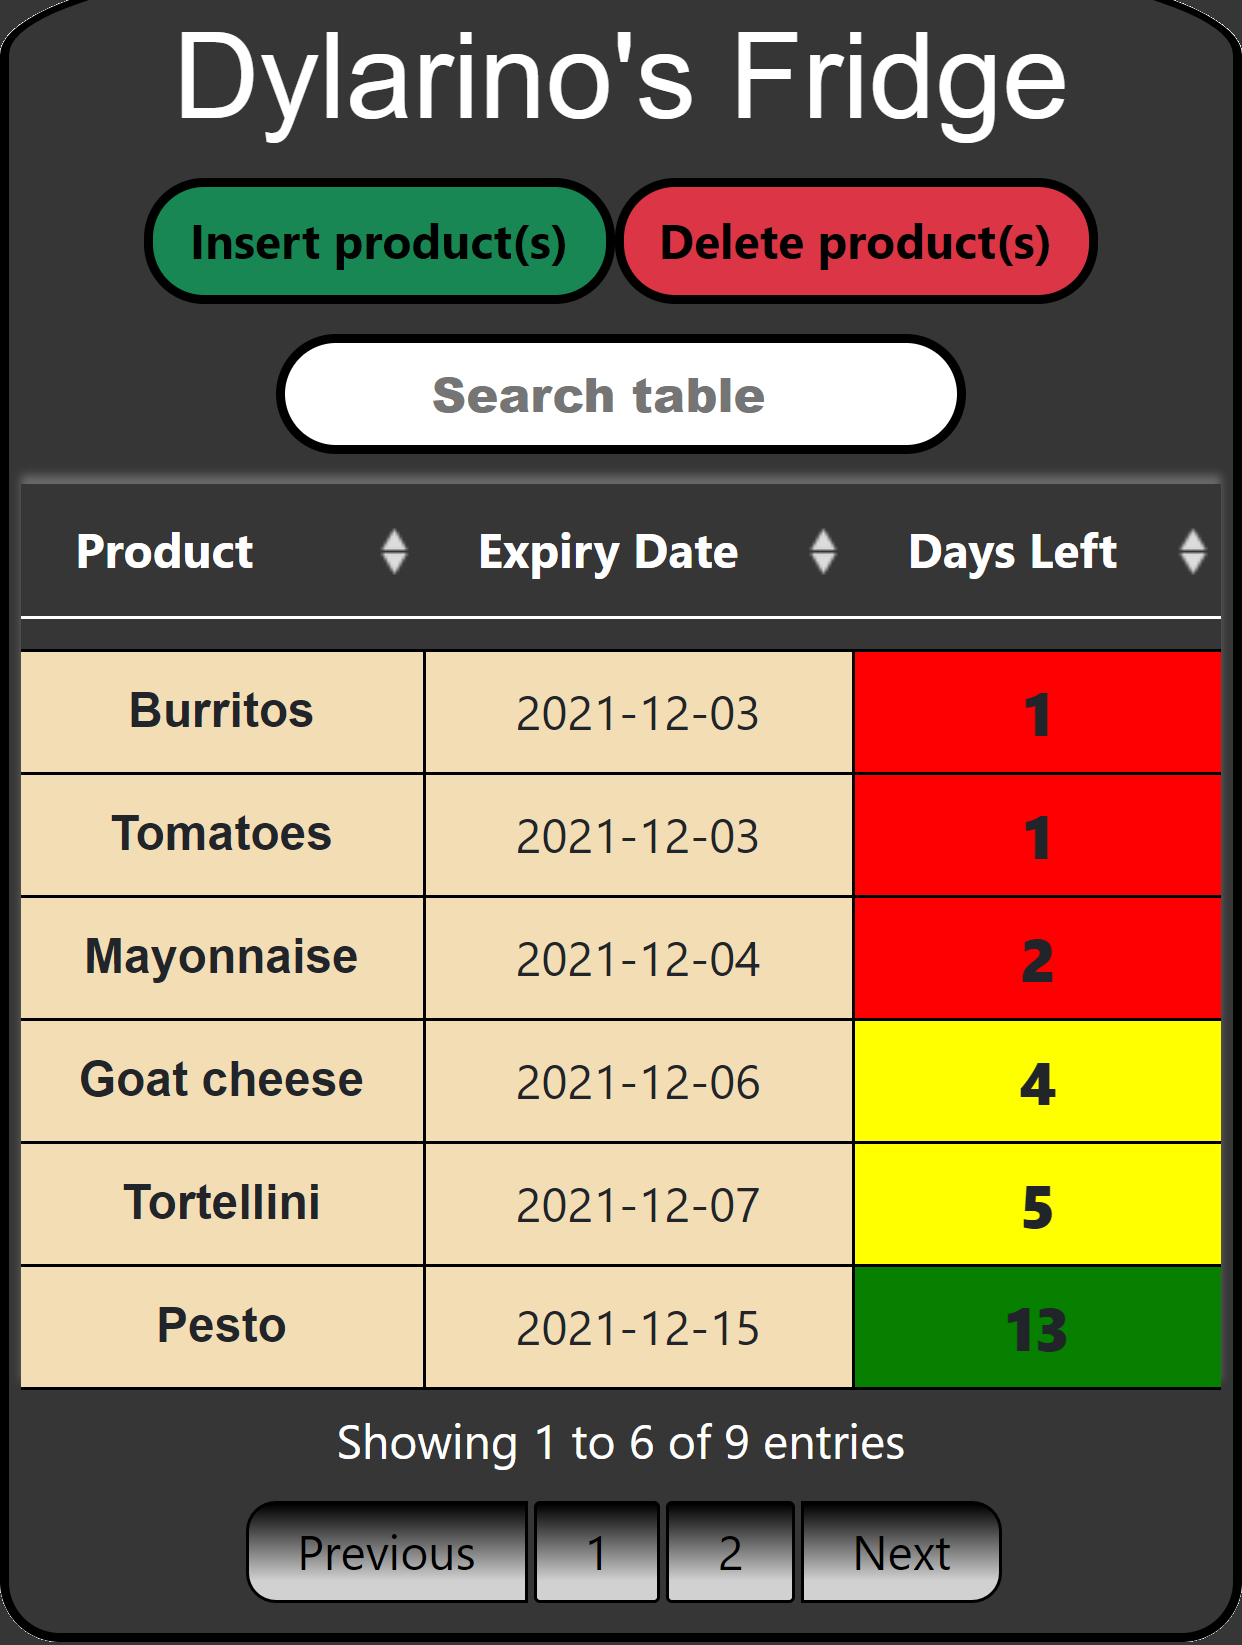 Dylarino's Fridge
Insert product(s) Delete product(s)
Search table
Product Expiry Date Days Left
Burritos 2021-12-03 1
Tomatoes 2021-12-03 1
Mayonnaise 2021-12-04 2
Goat cheese 2021-12-06 4
Tortellini 2021-12-07 5
Pesto 2021-12-15 13
Showing 1 to 6 of 9 entries
Previous 1 2 Next